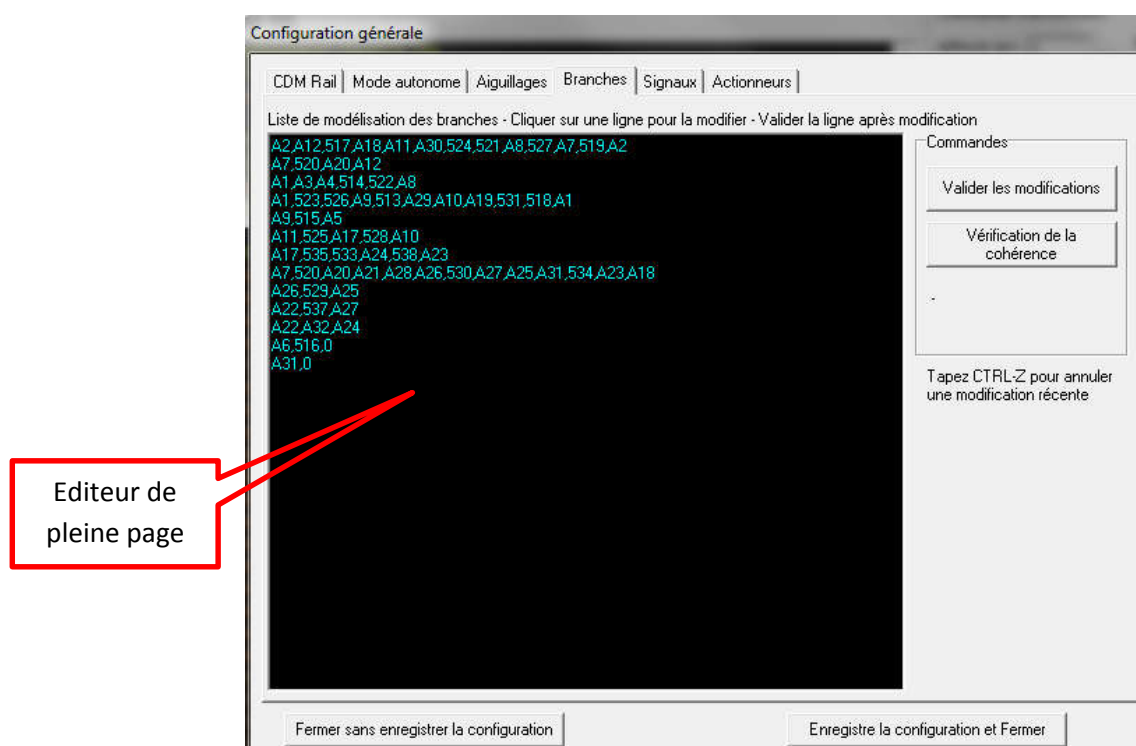 Configuration générale
CDM Rail Mode autonome Aiguillages Branches Signaux Actionneurs
Liste de modélisation des branches - Cliquer sur une ligne pour la modifier - Valider la ligne après modification
A2,A12,517,A18,A11,A30,524,521,A8,527,A7,519,A2
A7,520,A20,A12
A1,A3,A4,514,522,A8
A1,523,526,A9,513,A29,A10,A19,531,518,A1
A9,515,A5
A11,525,A17,528,A10
A17,535,533,A24,538,A23
A7,520,A20,A21,A28,A26,530,A27,A25,A31,534,A23,A18
A26,529,A25
A22,537,A27
A22,A32,A24
A6,516,0
A31,0
Commandes
Valider les modifications
Vérification de la
cohérence
-
Tapez CTRL-Z pour annuler
une modification récente
Editeur de
pleine page
Fermer sans enregistrer la configuration
Enregistre la configuration et Fermer